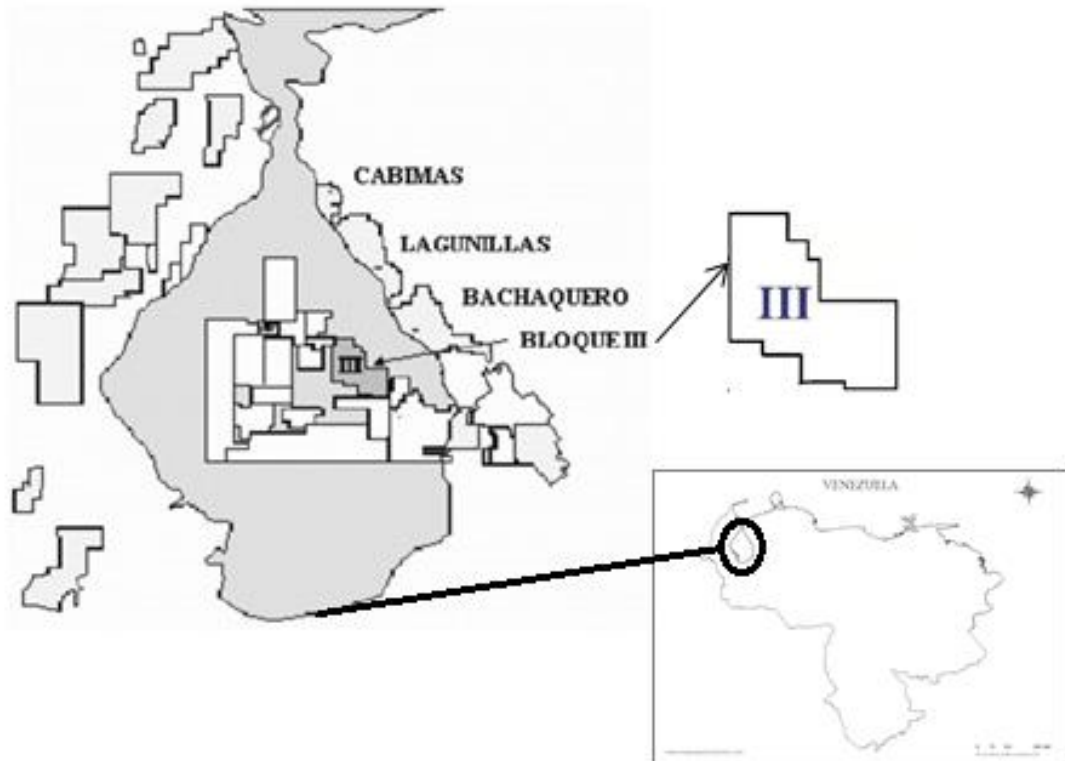 CABIMAS
LAGUNILLAS
BACHAQUERO
BLOQUE III
III
III
VENEZUELA